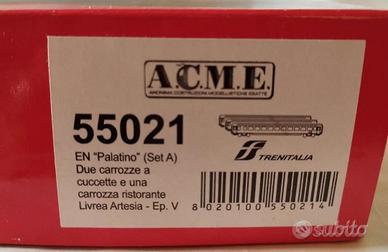 A.C.M.E.
ANONIMA COSTRUZIONI MODELLISTICHE ESATTE
55021
TRENITALIA
EN "Palatino" (Set A)
Due carrozze a
cuccette e una
carrozza ristorante
Livrea Artesia - Ep. V
8 020100 550214
subito